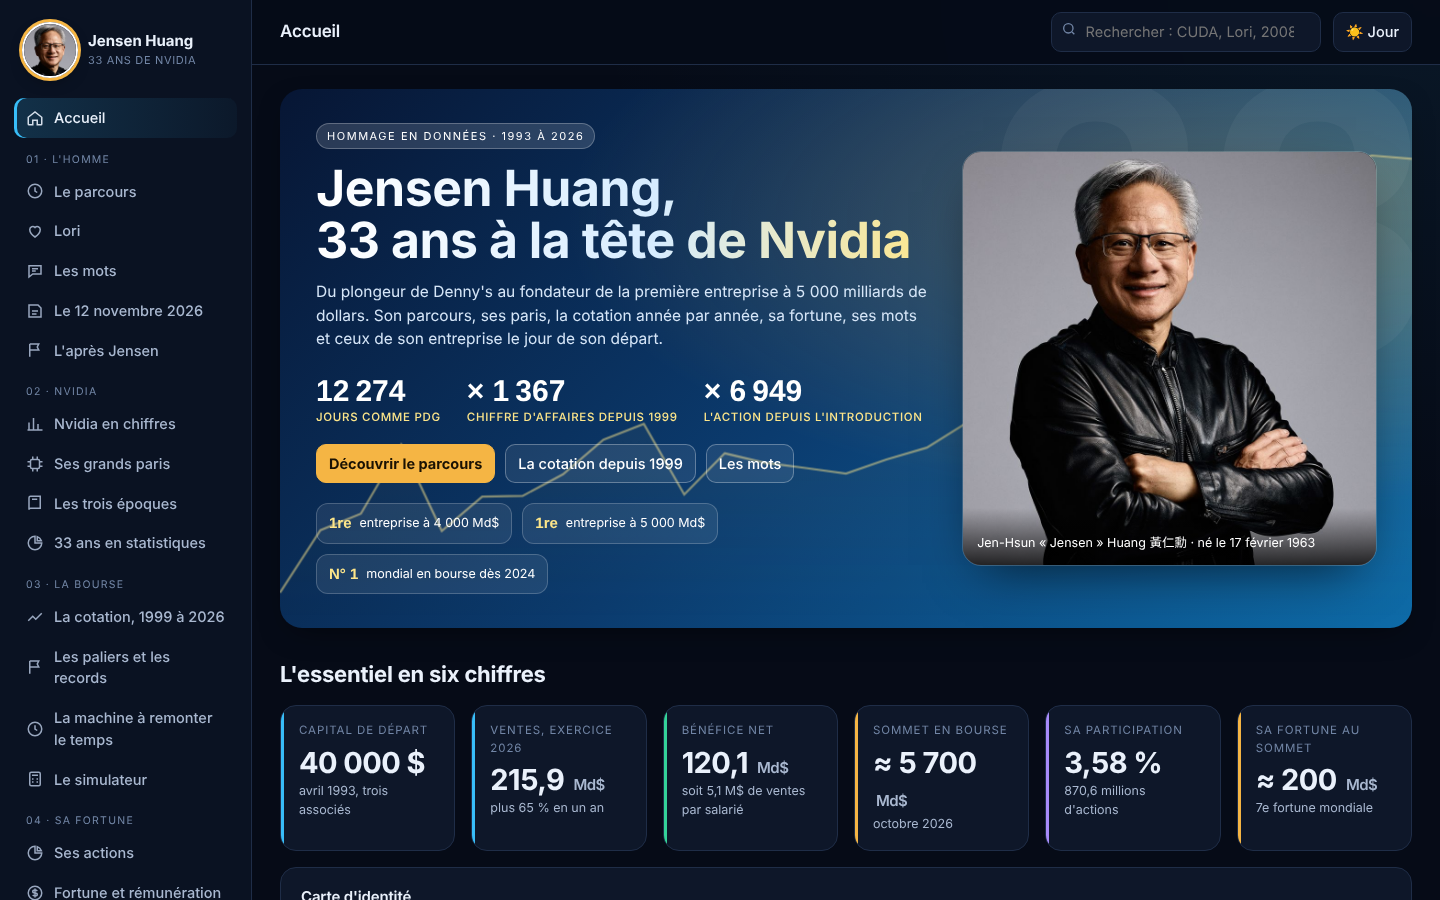 Jensen Huang
33 ANS DE NVIDIA
Accueil
01 · L'HOMME
Le parcours
Lori
Les mots
Le 12 novembre 2026
L'après Jensen
02 · NVIDIA
Nvidia en chiffres
Ses grands paris
Les trois époques
33 ans en statistiques
03 · LA BOURSE
La cotation, 1999 à 2026
Les paliers et les
records
La machine à remonter
le temps
Le simulateur
04 · SA FORTUNE
Ses actions
Fortune et rémunération
Accueil
Rechercher : CUDA, Lori, 2008
☀️ Jour
HOMMAGE EN DONNÉES · 1993 À 2026
Jensen Huang,
33 ans à la tête de Nvidia
Du plongeur de Denny's au fondateur de la première entreprise à 5 000 milliards de
dollars. Son parcours, ses paris, la cotation année par année, sa fortune, ses mots
et ceux de son entreprise le jour de son départ.
12 274
JOURS COMME PDG
× 1 367
CHIFFRE D'AFFAIRES DEPUIS 1999
× 6 949
L'ACTION DEPUIS L'INTRODUCTION
Découvrir le parcours
La cotation depuis 1999
Les mots
1re entreprise à 4 000 Md$
1re entreprise à 5 000 Md$
N° 1 mondial en bourse dès 2024
Jen-Hsun « Jensen » Huang 黃仁勳 · né le 17 février 1963
L'essentiel en six chiffres
CAPITAL DE DÉPART
40 000 $
avril 1993, trois
associés
VENTES, EXERCICE
2026
215,9 Md$
plus 65 % en un an
BÉNÉFICE NET
120,1 Md$
soit 5,1 M$ de ventes
par salarié
SOMMET EN BOURSE
≈ 5 700
Md$
octobre 2026
SA PARTICIPATION
3,58 %
870,6 millions
d'actions
SA FORTUNE AU
SOMMET
≈ 200 Md$
7e fortune mondiale
Carte d'identité